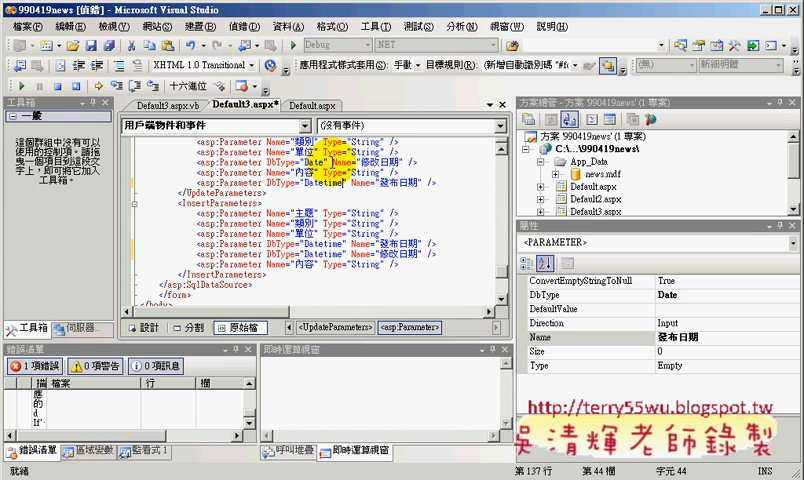 990419news [偵錯] - Microsoft Visual Studio
檔案(F) 編輯(E) 檢視(V) 網站(S) 建置(B) 偵錯(D) 資料(A) 格式(O) 工具(T) 測試(S) 分析(N) 視窗(W) 說明(H)
Debug .NET
XHTML 1.0 Transitional 應用程式樣式套用(S): 手動 目標規則(R): (新增自動識別碼 "#f (無) 新細明體
十六進位
工具箱
一般
這個群組中沒有可以
使用的控制項。請拖
曳一個項目到這段文
字上，即可將它加入
工具箱。
工具箱 伺服器..
Default3.aspx.vb Default3.aspx* Default.aspx
用戶端物件和事件 (沒有事件)
<asp:Parameter Name="類別" Type="String" />
<asp:Parameter Name="單位" Type="String" />
<asp:Parameter DbType="Date" Name="修改日期" />
<asp:Parameter Name="內容" Type="String" />
<asp:Parameter DbType="Datetime" Name="發布日期" />
</UpdateParameters>
<InsertParameters>
<asp:Parameter Name="主題" Type="String" />
<asp:Parameter Name="類別" Type="String" />
<asp:Parameter Name="單位" Type="String" />
<asp:Parameter DbType="Datetime" Name="發布日期" />
<asp:Parameter DbType="Datetime" Name="修改日期" />
<asp:Parameter Name="內容" Type="String" />
</InsertParameters>
</asp:SqlDataSource>
</form>
</body>
設計 分割 原始檔 <UpdateParameters> <asp:Parameter>
方案總管 - 方案 '990419news' (1 專案)
方案 '990419news' (1 專案)
C:\...\990419news\
App_Data
news.mdf
Default.aspx
Default2.aspx
Default3.aspx
屬性
<PARAMETER>
ConvertEmptyStringToNull True
DbType Date
DefaultValue
Direction Input
Name 發布日期
Size 0
Type Empty
錯誤清單
1 項錯誤 0 項警告 0 項訊息
描 檔案 行 欄
應
的
d
If'
錯誤清單 區域變數 監看式 1
即時運算視窗
呼叫堆疊 即時運算視窗
http://terry55wu.blogspot.tw
吳清輝老師錄製
就緒 第 137 行 第 44 欄 字元 44 INS